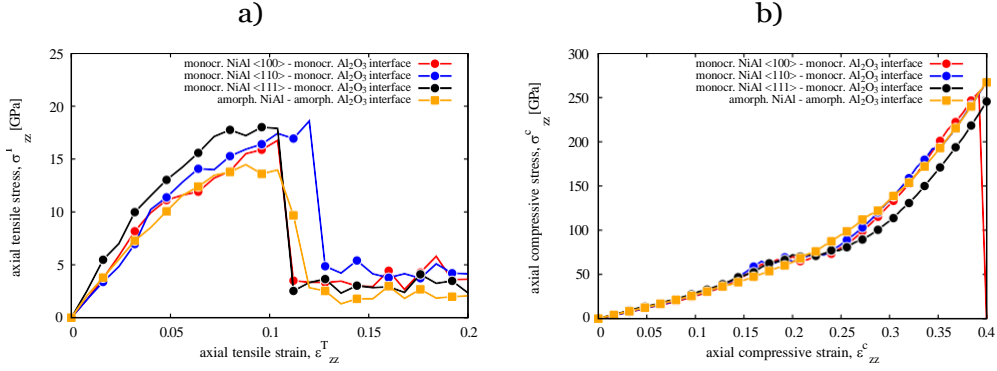 a)
axial tensile stress, σ^t_zz [GPa]
25
20
15
10
5
0
monocr. NiAl <100> - monocr. Al2O3 interface
monocr. NiAl <110> - monocr. Al2O3 interface
monocr. NiAl <111> - monocr. Al2O3 interface
amorph. NiAl - amorph. Al2O3 interface
0 0.05 0.1 0.15 0.2
axial tensile strain, ε^T_zz
b)
axial compressive stress, σ^c_zz [GPa]
300
250
200
150
100
50
0
monocr. NiAl <100> - monocr. Al2O3 interface
monocr. NiAl <110> - monocr. Al2O3 interface
monocr. NiAl <111> - monocr. Al2O3 interface
amorph. NiAl - amorph. Al2O3 interface
0 0.05 0.1 0.15 0.2 0.25 0.3 0.35 0.4
axial compressive strain, ε^c_zz